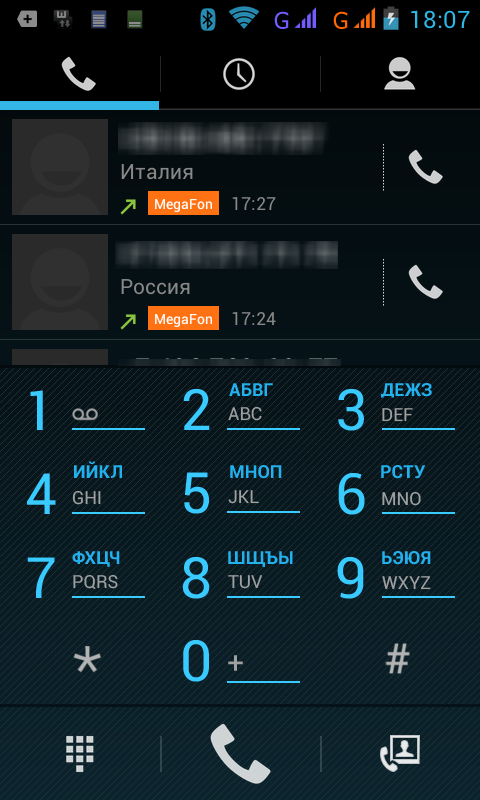 G G 18:07
Италия
MegaFon 17:27
Россия
MegaFon 17:24
1 2 АБВГ ABC 3 ДЕЖЗ DEF
4 ИЙКЛ GHI 5 МНОП JKL 6 РСТУ MNO
7 ФХЦЧ PQRS 8 ШЩЪЫ TUV 9 ЬЭЮЯ WXYZ
* 0 + #